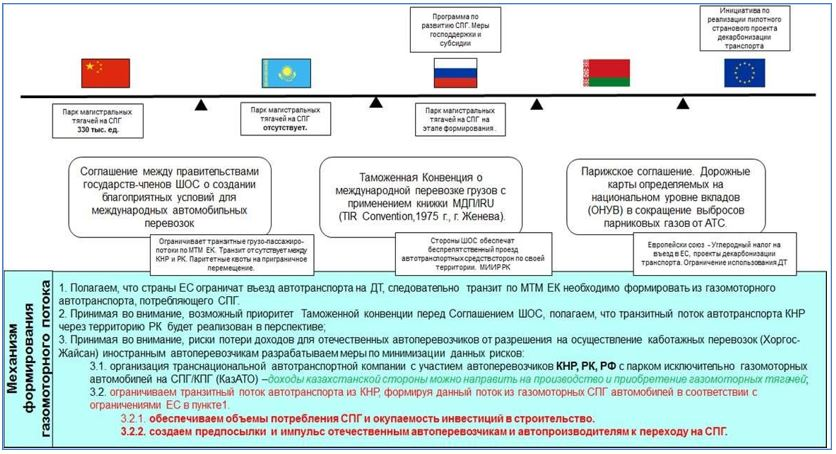 Программа по
развитию СПГ. Меры
господдержки и
субсидии
Инициатива по
реализации пилотного
странового проекта
декарбонизации
транспорта
Парк магистральных
тягачей на СПГ
330 тыс. ед.
Парк магистральных
тягачей на СПГ
отсутствует.
Парк магистральных
тягачей на СПГ на
этапе формирования.
Соглашение между правительствами
государств-членов ШОС о создании
благоприятных условий для
международных автомобильных
перевозок
Таможенная Конвенция о
международной перевозке грузов с
применением книжки МДП/IRU
(TIR Convention,1975 г., г. Женева).
Парижское соглашение. Дорожные
карты определяемых на
национальном уровне вкладов
(ОНУВ) в сокращение выбросов
парниковых газов от АТС.
Ограничивает транзитные грузо-пассажиро-
потоки по МТМ ЕК. Транзит отсутствует между
КНР и РК. Паритетные квоты на приграничное
перемещение.
Стороны ШОС обеспечат
беспрепятственный проезд
автотранспортных средствсторон по своей
территории. МИИР РК
Европейски союз - Углеродный налог на
въезд в ЕС, проекты декарбонизации
транспорта. Ограничение использования ДТ
Механизм
формирования
газомоторного потока
1. Полагаем, что страны ЕС ограничат въезд автотранспорта на ДТ, следовательно транзит по МТМ ЕК необходимо формировать из газомоторного
автотранспорта, потребляющего СПГ.
2. Принимая во внимание, возможный приоритет Таможенной конвенции перед Соглашением ШОС, полагаем, что транзитный поток автотранспорта КНР
через территорию РК будет реализован в перспективе;
3. Принимая во внимание, риски потери доходов для отечественных автоперевозчиков от разрешения на осуществление каботажных перевозок (Хоргос-
Жайсан) иностранным автоперевозчикам разрабатываем меры по минимизации данных рисков:
3.1. организация транснациональной автотранспортной компании с участием автоперевозчиков КНР, РК, РФ с парком исключительно газомоторных
автомобилей на СПГ/КПГ (КазАТО) –доходы казахстанской стороны можно направить на производство и приобретение газомоторных тягачей;
3.2. ограничиваем транзитный поток автотранспорта из КНР, формируя данный поток из газомоторных СПГ автомобилей в соответствии с
ограничениями ЕС в пункте1.
3.2.1. обеспечиваем объемы потребления СПГ и окупаемость инвестиций в строительство.
3.2.2. создаем предпосылки и импульс отечественным автоперевозчикам и автопроизводителям к переходу на СПГ.